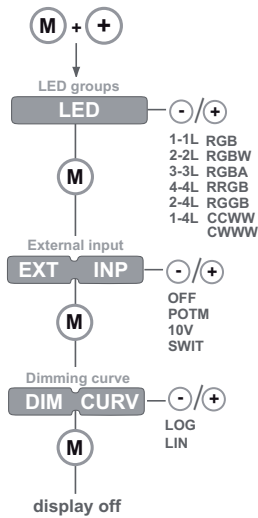 M + +
LED groups
LED
- / +
1-1L RGB
2-2L RGBW
3-3L RGBA
4-4L RRGB
2-4L RGGB
1-4L CCWW
CWWW
M
External input
EXT INP
- / +
OFF
POTM
10V
SWIT
M
Dimming curve
DIM CURV
- / +
LOG
LIN
M
display off